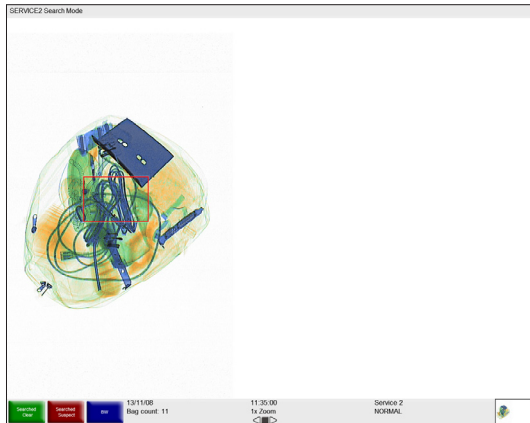 SERVICE2 Search Mode
Searched
Clear
Searched
Suspect
BW
13/11/08
Bag count: 11
11:35:00
1x Zoom
Service 2
NORMAL